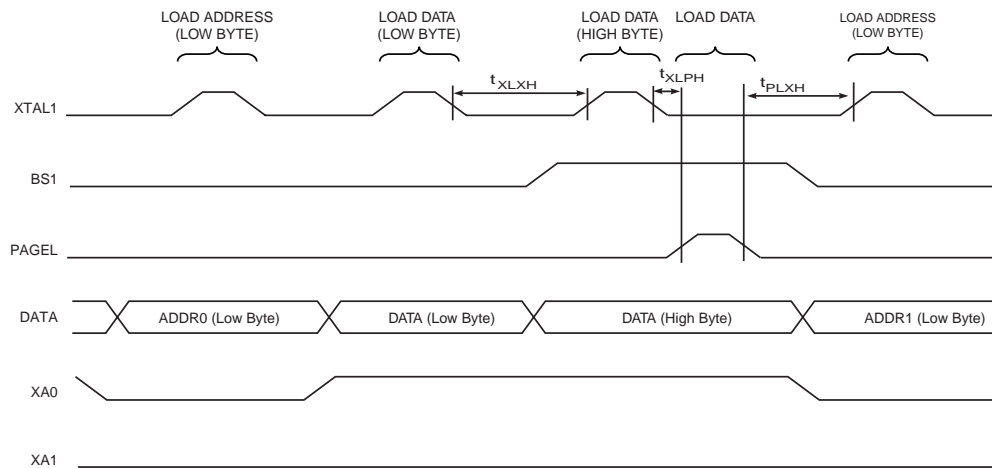 LOAD ADDRESS
(LOW BYTE)
LOAD DATA
(LOW BYTE)
LOAD DATA
(HIGH BYTE)
LOAD DATA
LOAD ADDRESS
(LOW BYTE)
tXLXH
tXLPH
tPLXH
XTAL1
BS1
PAGEL
DATA
ADDR0 (Low Byte)
DATA (Low Byte)
DATA (High Byte)
ADDR1 (Low Byte)
XA0
XA1